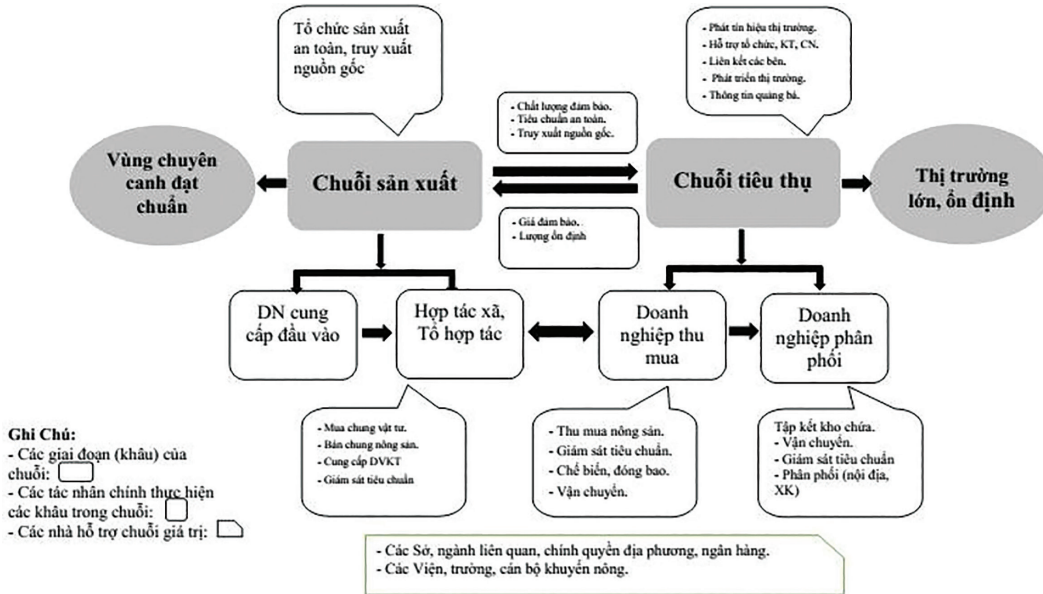 Tổ chức sản xuất
an toàn, truy xuất
nguồn gốc
- Phát tín hiệu thị trường.
- Hỗ trợ tổ chức, KT, CN.
- Liên kết các bên.
- Phát triển thị trường.
- Thông tin quảng bá.
- Chất lượng đảm bảo.
- Tiêu chuẩn an toàn.
- Truy xuất nguồn gốc.
Vùng chuyên
canh đạt
chuẩn
Chuỗi sản xuất
Chuỗi tiêu thụ
Thị trường
lớn, ổn định
- Giá đảm bảo.
- Lượng ổn định
DN cung
cấp đầu vào
Hợp tác xã,
Tổ hợp tác
Doanh
nghiệp thu
mua
Doanh
nghiệp phân
phối
- Mua chung vật tư.
- Bán chung nông sản.
- Cung cấp DVKT
- Giám sát tiêu chuẩn
- Thu mua nông sản.
- Giám sát tiêu chuẩn.
- Chế biến, đóng bao.
- Vận chuyển.
Tập kết kho chứa.
- Vận chuyển.
- Giám sát tiêu chuẩn
- Phân phối (nội địa,
XK)
Ghi Chú:
- Các giai đoạn (khâu) của
chuỗi:
- Các tác nhân chính thực hiện
các khâu trong chuỗi:
- Các nhà hỗ trợ chuỗi giá trị:
- Các Sở, ngành liên quan, chính quyền địa phương, ngân hàng.
- Các Viện, trường, cán bộ khuyến nông.